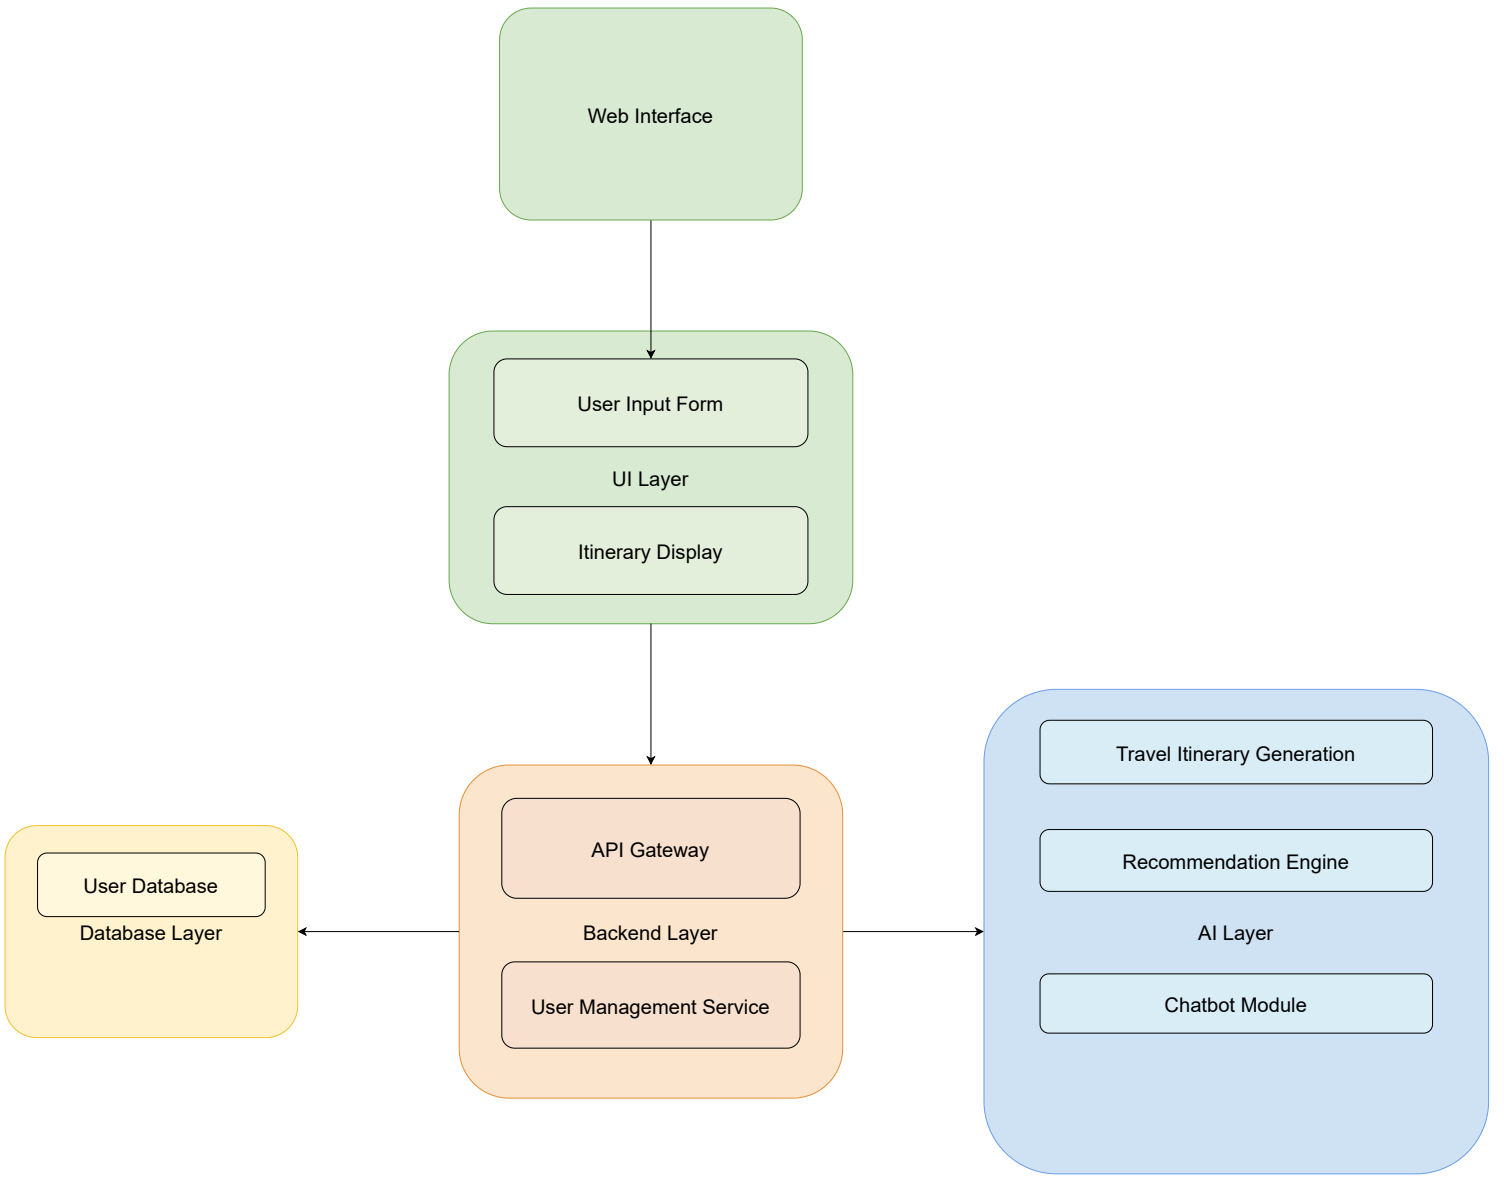 Web Interface
User Input Form
UI Layer
Itinerary Display
User Database
Database Layer
API Gateway
Backend Layer
User Management Service
Travel Itinerary Generation
Recommendation Engine
AI Layer
Chatbot Module